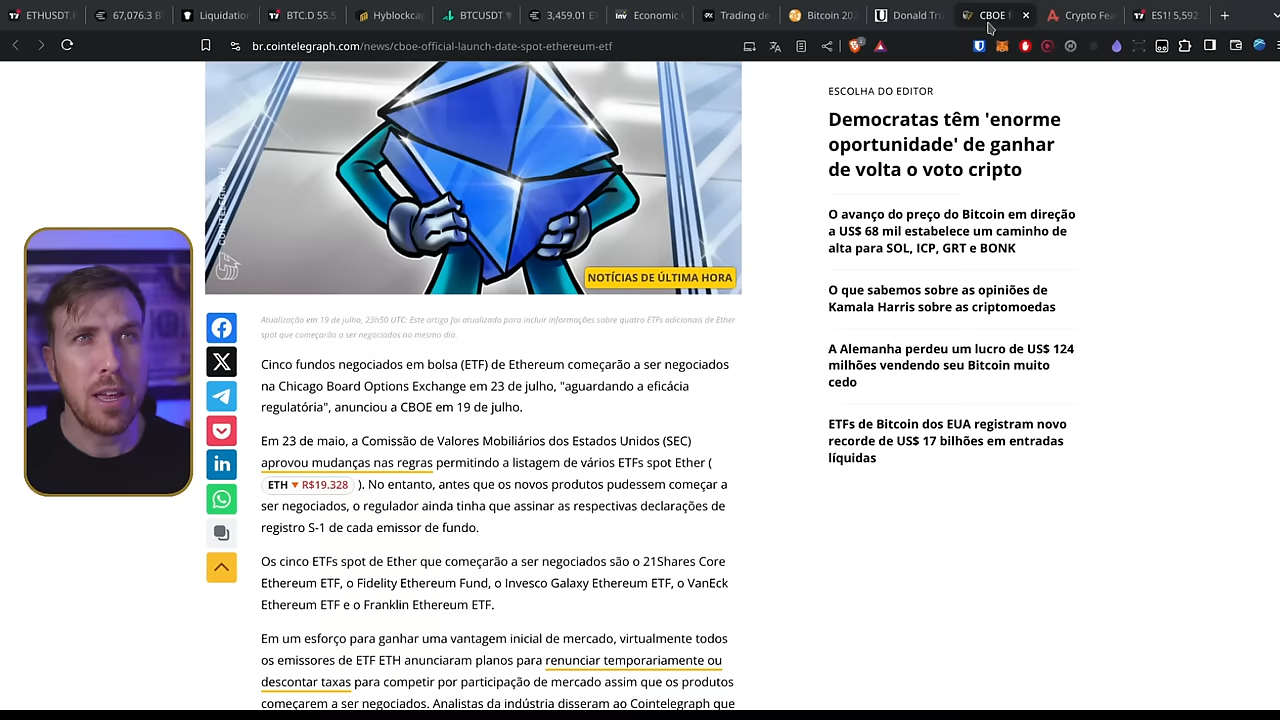 ETHUSDT.P
67,076.3 B
Liquidation
BTC.D 55.5
Hyblockcap
BTCUSDT
3,459.01 E
Economic
Trading de
Bitcoin 202
Donald Tru
CBOE
Crypto Fea
ES1! 5,592
br.cointelegraph.com/news/cboe-official-launch-date-spot-ethereum-etf
COINTELEGRAPH
NOTÍCIAS DE ÚLTIMA HORA
Atualização em 19 de julho, 23h50 UTC: Este artigo foi atualizado para incluir informações sobre quatro ETFs adicionais de Ether
spot que começarão a ser negociados no mesmo dia.
Cinco fundos negociados em bolsa (ETF) de Ethereum começarão a ser negociados
na Chicago Board Options Exchange em 23 de julho, "aguardando a eficácia
regulatória", anunciou a CBOE em 19 de julho.
Em 23 de maio, a Comissão de Valores Mobiliários dos Estados Unidos (SEC)
aprovou mudanças nas regras permitindo a listagem de vários ETFs spot Ether (
ETH ▼ R$19.328 ). No entanto, antes que os novos produtos pudessem começar a
ser negociados, o regulador ainda tinha que assinar as respectivas declarações de
registro S-1 de cada emissor de fundo.
Os cinco ETFs spot de Ether que começarão a ser negociados são o 21Shares Core
Ethereum ETF, o Fidelity Ethereum Fund, o Invesco Galaxy Ethereum ETF, o VanEck
Ethereum ETF e o Franklin Ethereum ETF.
Em um esforço para ganhar uma vantagem inicial de mercado, virtualmente todos
os emissores de ETF ETH anunciaram planos para renunciar temporariamente ou
descontar taxas para competir por participação de mercado assim que os produtos
começarem a ser negociados. Analistas da indústria disseram ao Cointelegraph que
ESCOLHA DO EDITOR
Democratas têm 'enorme
oportunidade' de ganhar
de volta o voto cripto
O avanço do preço do Bitcoin em direção
a US$ 68 mil estabelece um caminho de
alta para SOL, ICP, GRT e BONK
O que sabemos sobre as opiniões de
Kamala Harris sobre as criptomoedas
A Alemanha perdeu um lucro de US$ 124
milhões vendendo seu Bitcoin muito
cedo
ETFs de Bitcoin dos EUA registram novo
recorde de US$ 17 bilhões em entradas
líquidas